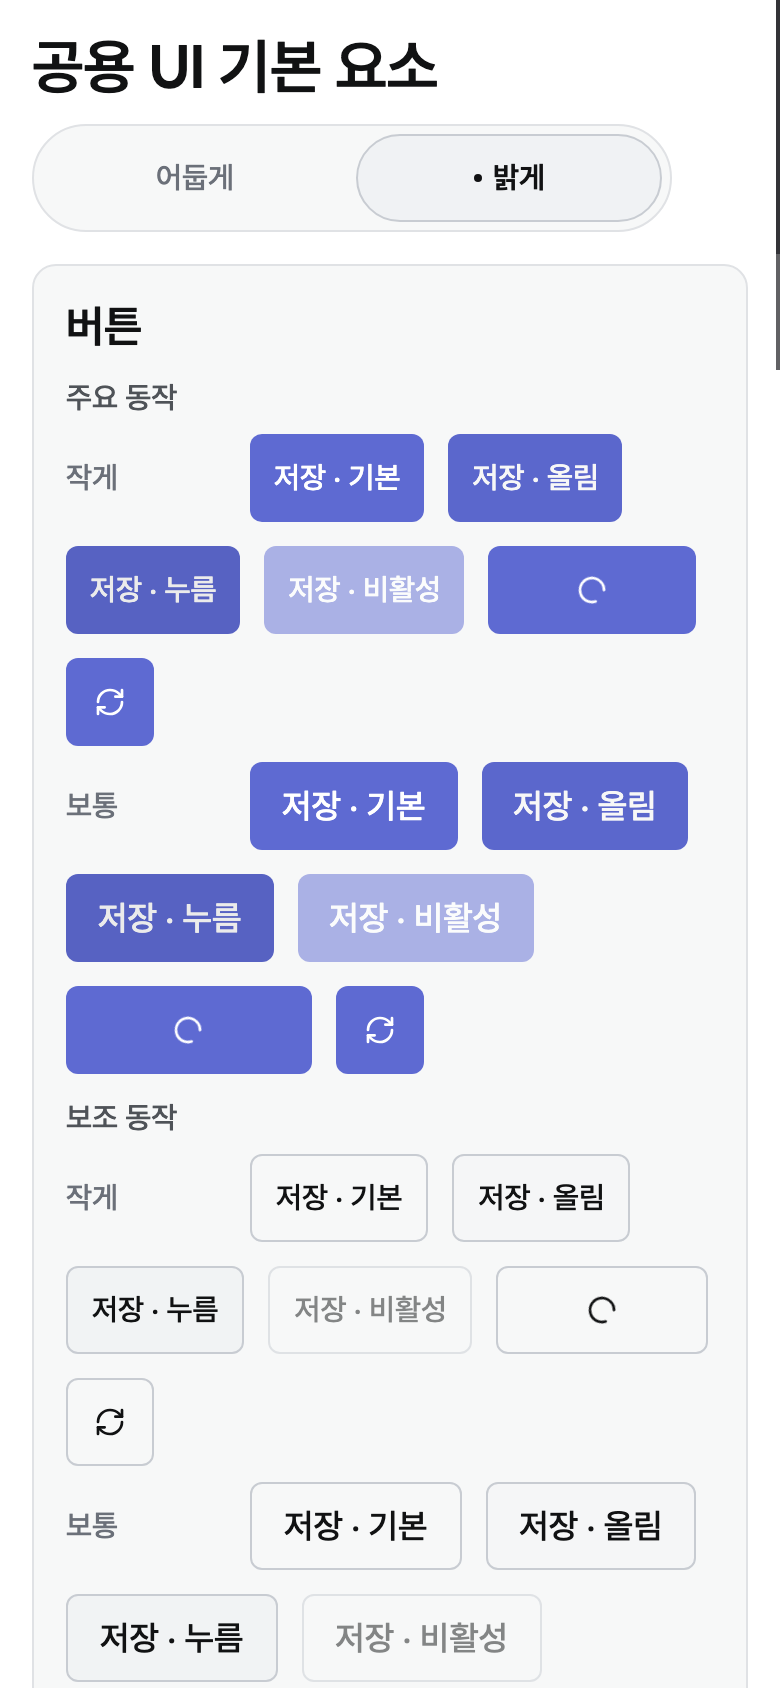 공용 UI 기본 요소
어둡게 • 밝게
버튼
주요 동작
작게 저장 · 기본 저장 · 올림
저장 · 누름 저장 · 비활성
보통 저장 · 기본 저장 · 올림
저장 · 누름 저장 · 비활성
보조 동작
작게 저장 · 기본 저장 · 올림
저장 · 누름 저장 · 비활성
보통 저장 · 기본 저장 · 올림
저장 · 누름 저장 · 비활성